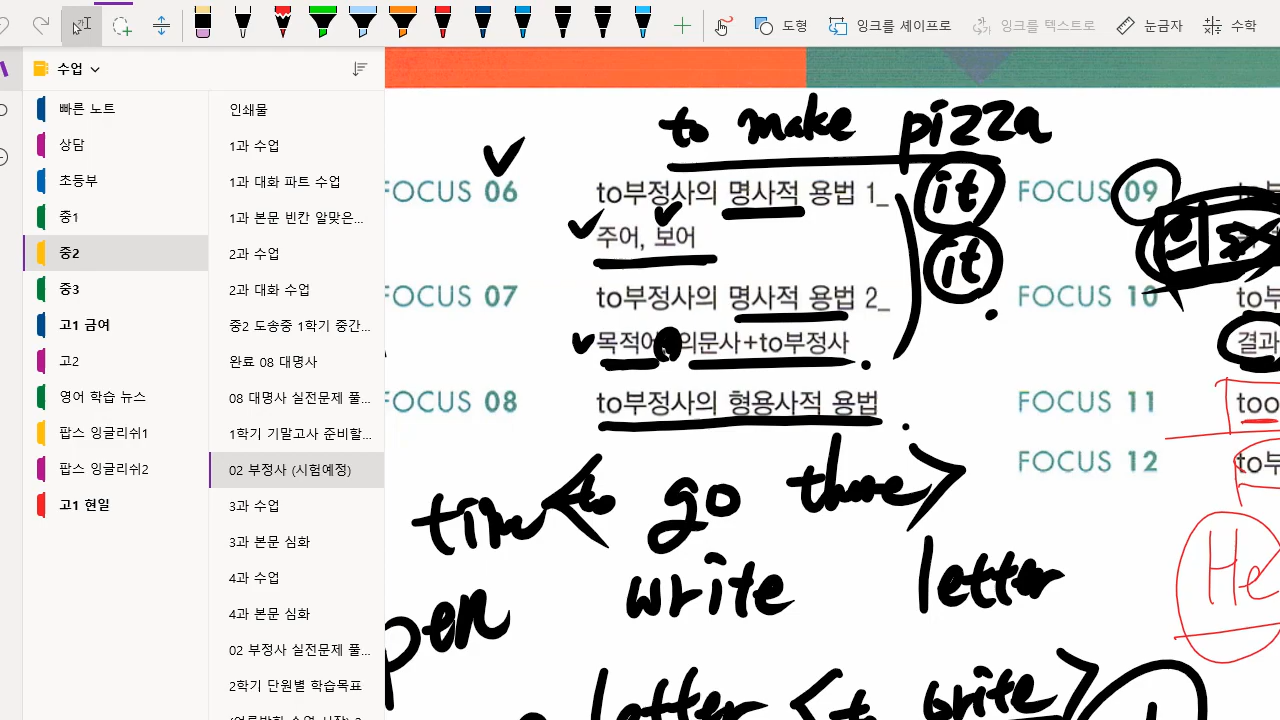 도형
잉크를 셰이프로
잉크를 텍스트로
눈금자
수학
수업
빠른 노트
상담
초등부
중1
중2
중3
고1 금여
고2
영어 학습 뉴스
팝스 잉글리쉬1
팝스 잉글리쉬2
고1 현일
인쇄물
1과 수업
1과 대화 파트 수업
1과 본문 빈칸 알맞은...
2과 수업
2과 대화 수업
중2 도송중 1학기 중간...
완료 08 대명사
08 대명사 실전문제 풀...
1학기 기말고사 준비할...
02 부정사 (시험예정)
3과 수업
3과 본문 심화
4과 수업
4과 본문 심화
02 부정사 실전문제 풀...
2학기 단원별 학습목표
to make pizza
FOCUS 06
to부정사의 명사적 용법 1_
주어, 보어
it
it
FOCUS 07
to부정사의 명사적 용법 2_
목적어 의문사+to부정사
FOCUS 08
to부정사의 형용사적 용법
FOCUS 09
FOCUS 10
to부
결과
FOCUS 11
too
FOCUS 12
to부
time <to go there>
pen write letter
letter <to write>
He